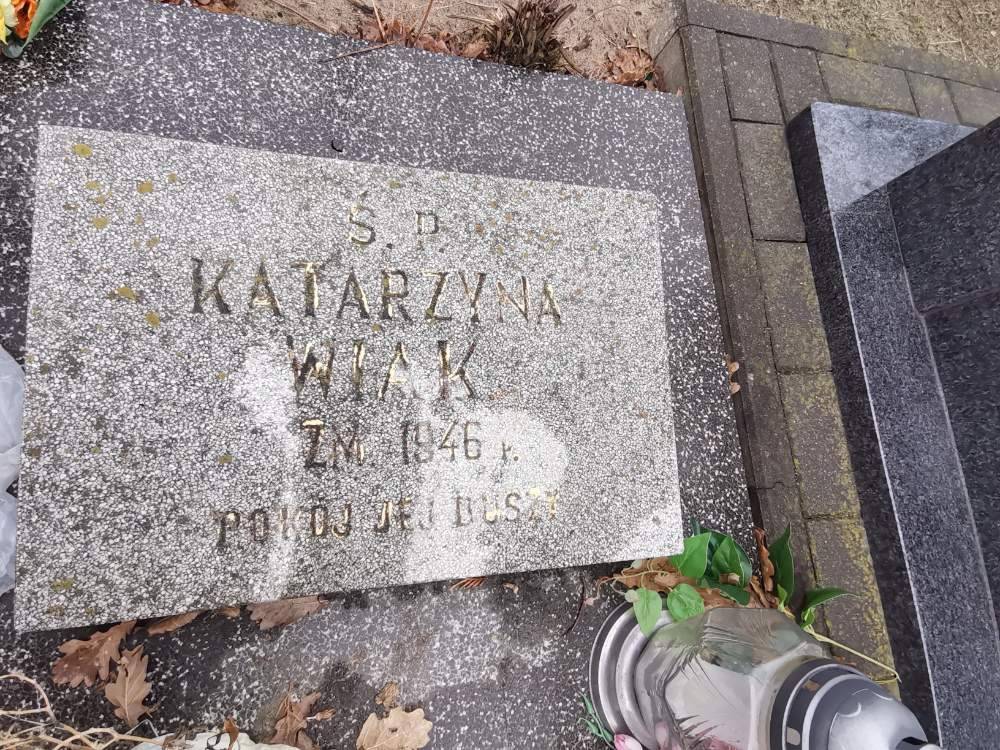 Ś. P.
KATARZYNA
WIAK
ZM. 1946 r.
POKÓJ JEJ DUSZY